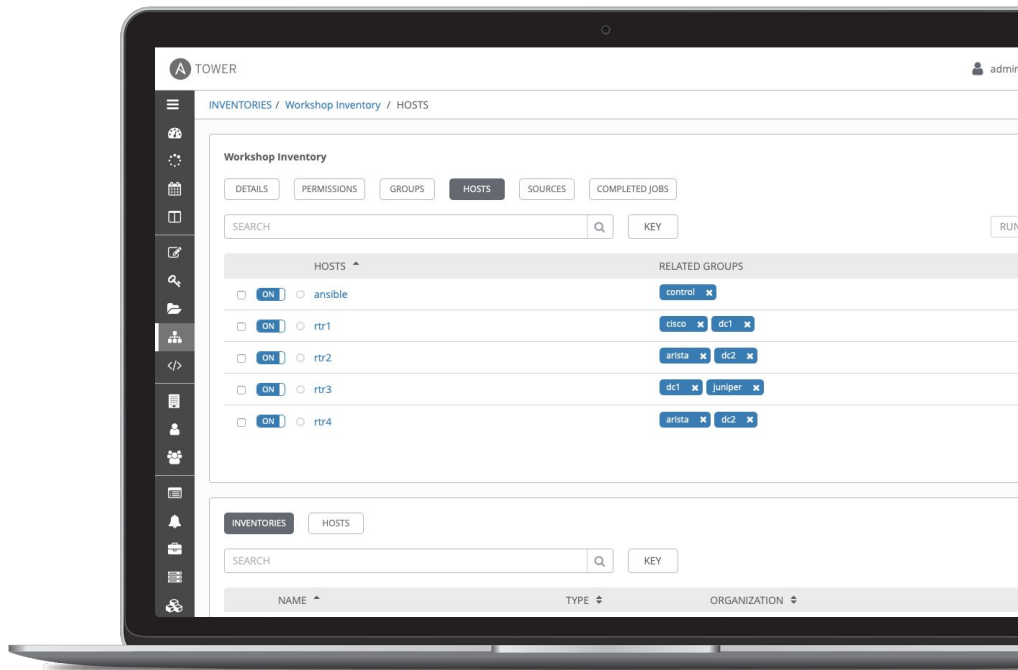 A TOWER admin
INVENTORIES / Workshop Inventory / HOSTS
Workshop Inventory
DETAILS PERMISSIONS GROUPS HOSTS SOURCES COMPLETED JOBS
SEARCH KEY RUN
HOSTS RELATED GROUPS
ON ansible control
ON rtr1 cisco dc1
ON rtr2 arista dc2
ON rtr3 dc1 juniper
ON rtr4 arista dc2
INVENTORIES HOSTS
SEARCH KEY
NAME TYPE ORGANIZATION